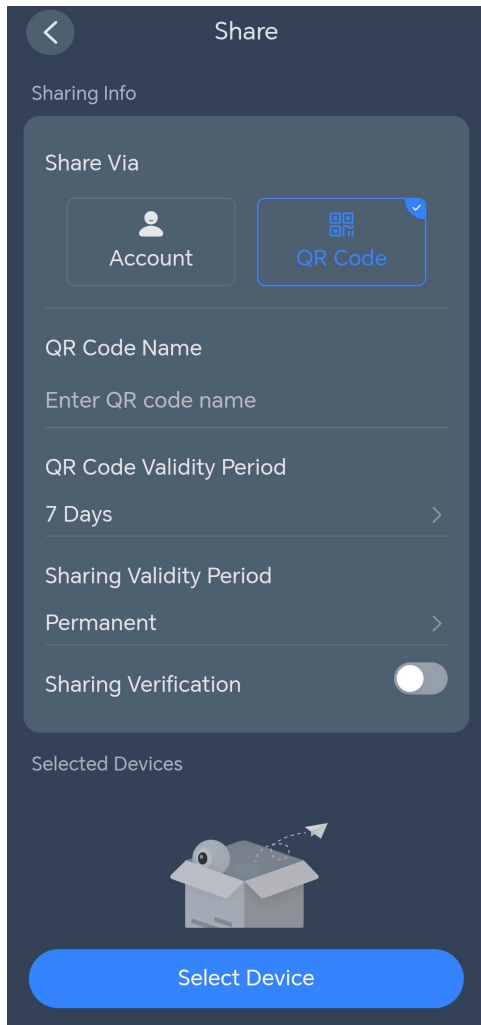 Share
Sharing Info
Share Via
Account
QR Code
QR Code Name
Enter QR code name
QR Code Validity Period
7 Days
Sharing Validity Period
Permanent
Sharing Verification
Selected Devices
Select Device